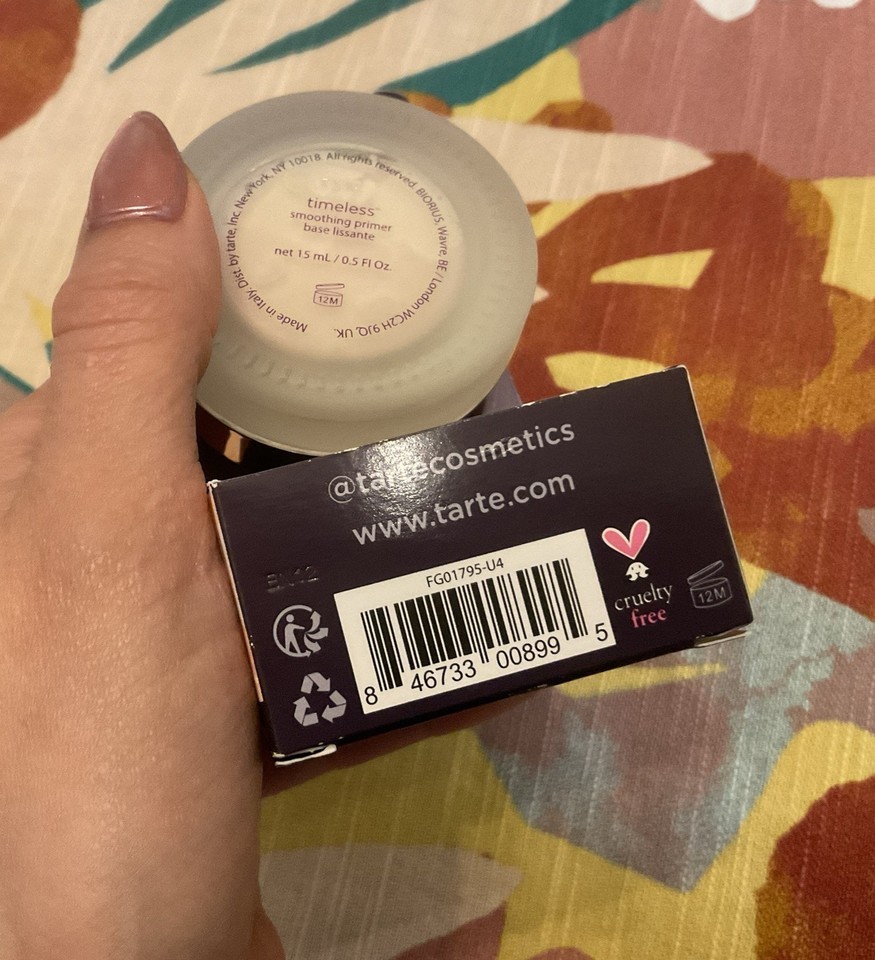 timeless™
smoothing primer
base lissante
net 15 mL / 0.5 Fl Oz.
12M
Made in Italy. Dist. by tarte, inc. New York, NY 10018. All rights reserved. BIORIUS, Wavre, BE / London WC2H 9JQ, UK.
@tartecosmetics
www.tarte.com
FG01795-U4
8 46733 00899 5
cruelty
free
12M